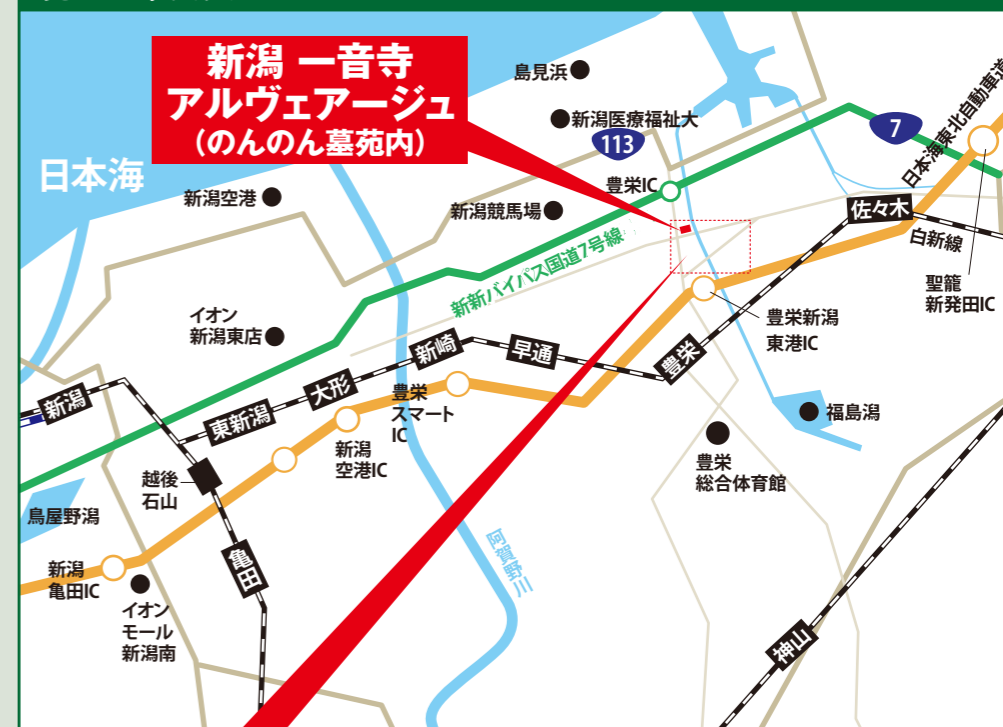 新潟 一音寺
アルヴェアージュ
(のんのん墓苑内)
日本海
島見浜
新潟医療福祉大
113
7
日本海東北自動車道
新潟空港
新潟競馬場
豊栄IC
佐々木
白新線
聖籠
新発田IC
新新バイパス国道7号線
イオン
新潟東店
豊栄新潟
東港IC
新潟
東新潟
大形
新崎
早通
豊栄
豊栄
スマート
IC
新潟
空港IC
福島潟
豊栄
総合体育館
越後
石山
鳥屋野潟
亀田
新潟
亀田IC
イオン
モール
新潟南
阿賀野川
神山